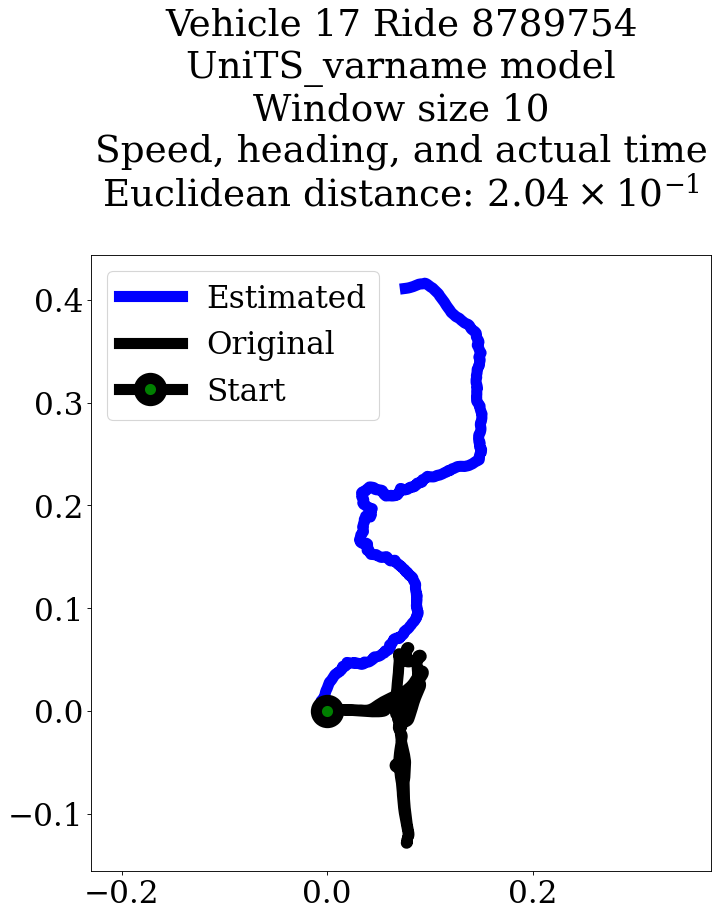 Vehicle 17 Ride 8789754
UniTS_varname model
Window size 10
Speed, heading, and actual time
Euclidean distance: 2.04 × 10⁻¹
Estimated
Original
Start
0.4
0.3
0.2
0.1
0.0
−0.1
−0.2 0.0 0.2